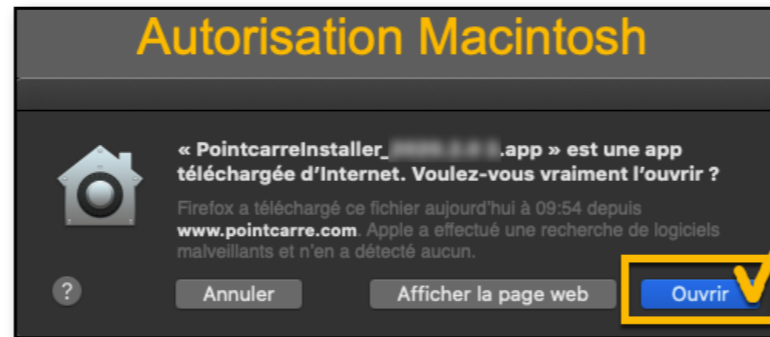 Autorisation Macintosh
« PointcarreInstaller_ .app » est une app
téléchargée d'Internet. Voulez-vous vraiment l'ouvrir ?
Firefox a téléchargé ce fichier aujourd'hui à 09:54 depuis
www.pointcarre.com. Apple a effectué une recherche de logiciels
malveillants et n'en a détecté aucun.
? Annuler Afficher la page web Ouvrir